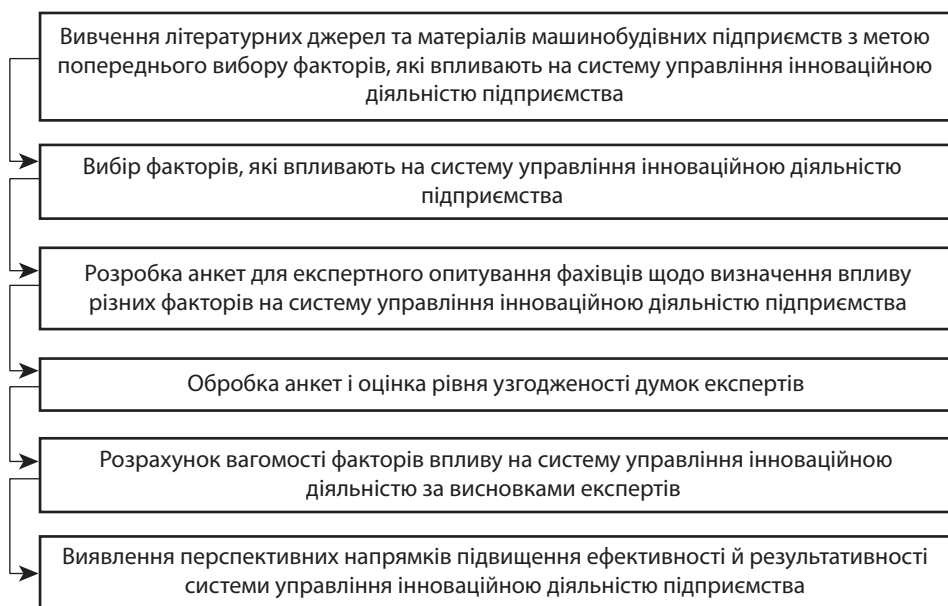 Вивчення літературних джерел та матеріалів машинобудівних підприємств з метою
попереднього вибору факторів, які впливають на систему управління інноваційною
діяльністю підприємства
Вибір факторів, які впливають на систему управління інноваційною діяльністю
підприємства
Розробка анкет для експертного опитування фахівців щодо визначення впливу
різних факторів на систему управління інноваційною діяльністю підприємства
Обробка анкет і оцінка рівня узгодженості думок експертів
Розрахунок вагомості факторів впливу на систему управління інноваційною
діяльністю за висновками експертів
Виявлення перспективних напрямків підвищення ефективності й результативності
системи управління інноваційною діяльністю підприємства